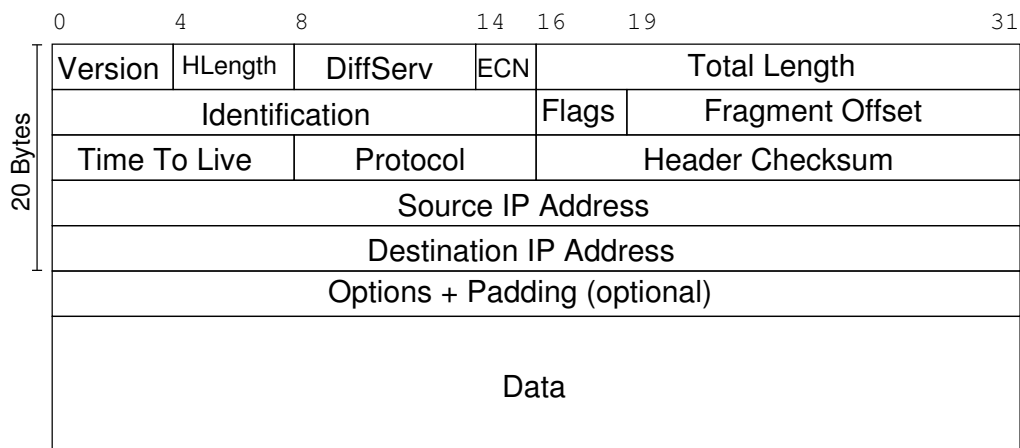 0 4 8 14 16 19 31
Version HLength DiffServ ECN Total Length
Identification Flags Fragment Offset
Time To Live Protocol Header Checksum
Source IP Address
Destination IP Address
20 Bytes
Options + Padding (optional)
Data